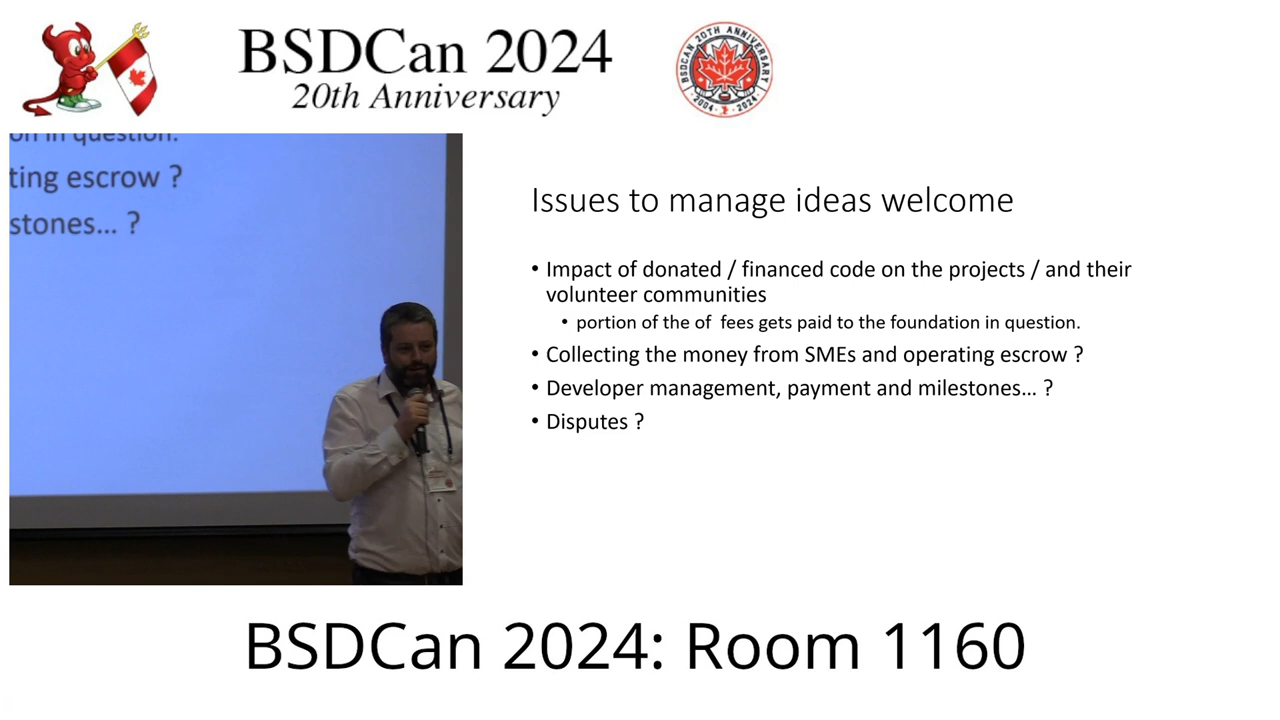 BSDCan 2024
20th Anniversary
BSDCAN 20TH ANNIVERSARY
2004 2024
on in question.
ting escrow ?
stones... ?
Issues to manage ideas welcome
• Impact of donated / financed code on the projects / and their
volunteer communities
• portion of the of fees gets paid to the foundation in question.
• Collecting the money from SMEs and operating escrow ?
• Developer management, payment and milestones... ?
• Disputes ?
BSDCan 2024: Room 1160